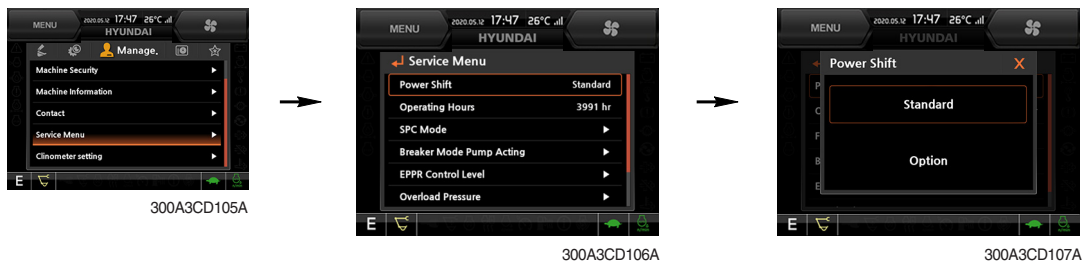 MENU
2020.05.12 17:47 26°C
HYUNDAI
Manage.
Machine Security
Machine Information
Contact
Service Menu
Clinometer setting
E
300A3CD105A
MENU
2020.05.12 17:47 26°C
HYUNDAI
Service Menu
Power Shift Standard
Operating Hours 3991 hr
SPC Mode
Breaker Mode Pump Acting
EPPR Control Level
Overload Pressure
E
300A3CD106A
MENU
2020.05.12 17:47 26°C
HYUNDAI
Power Shift X
Standard
Option
E
300A3CD107A